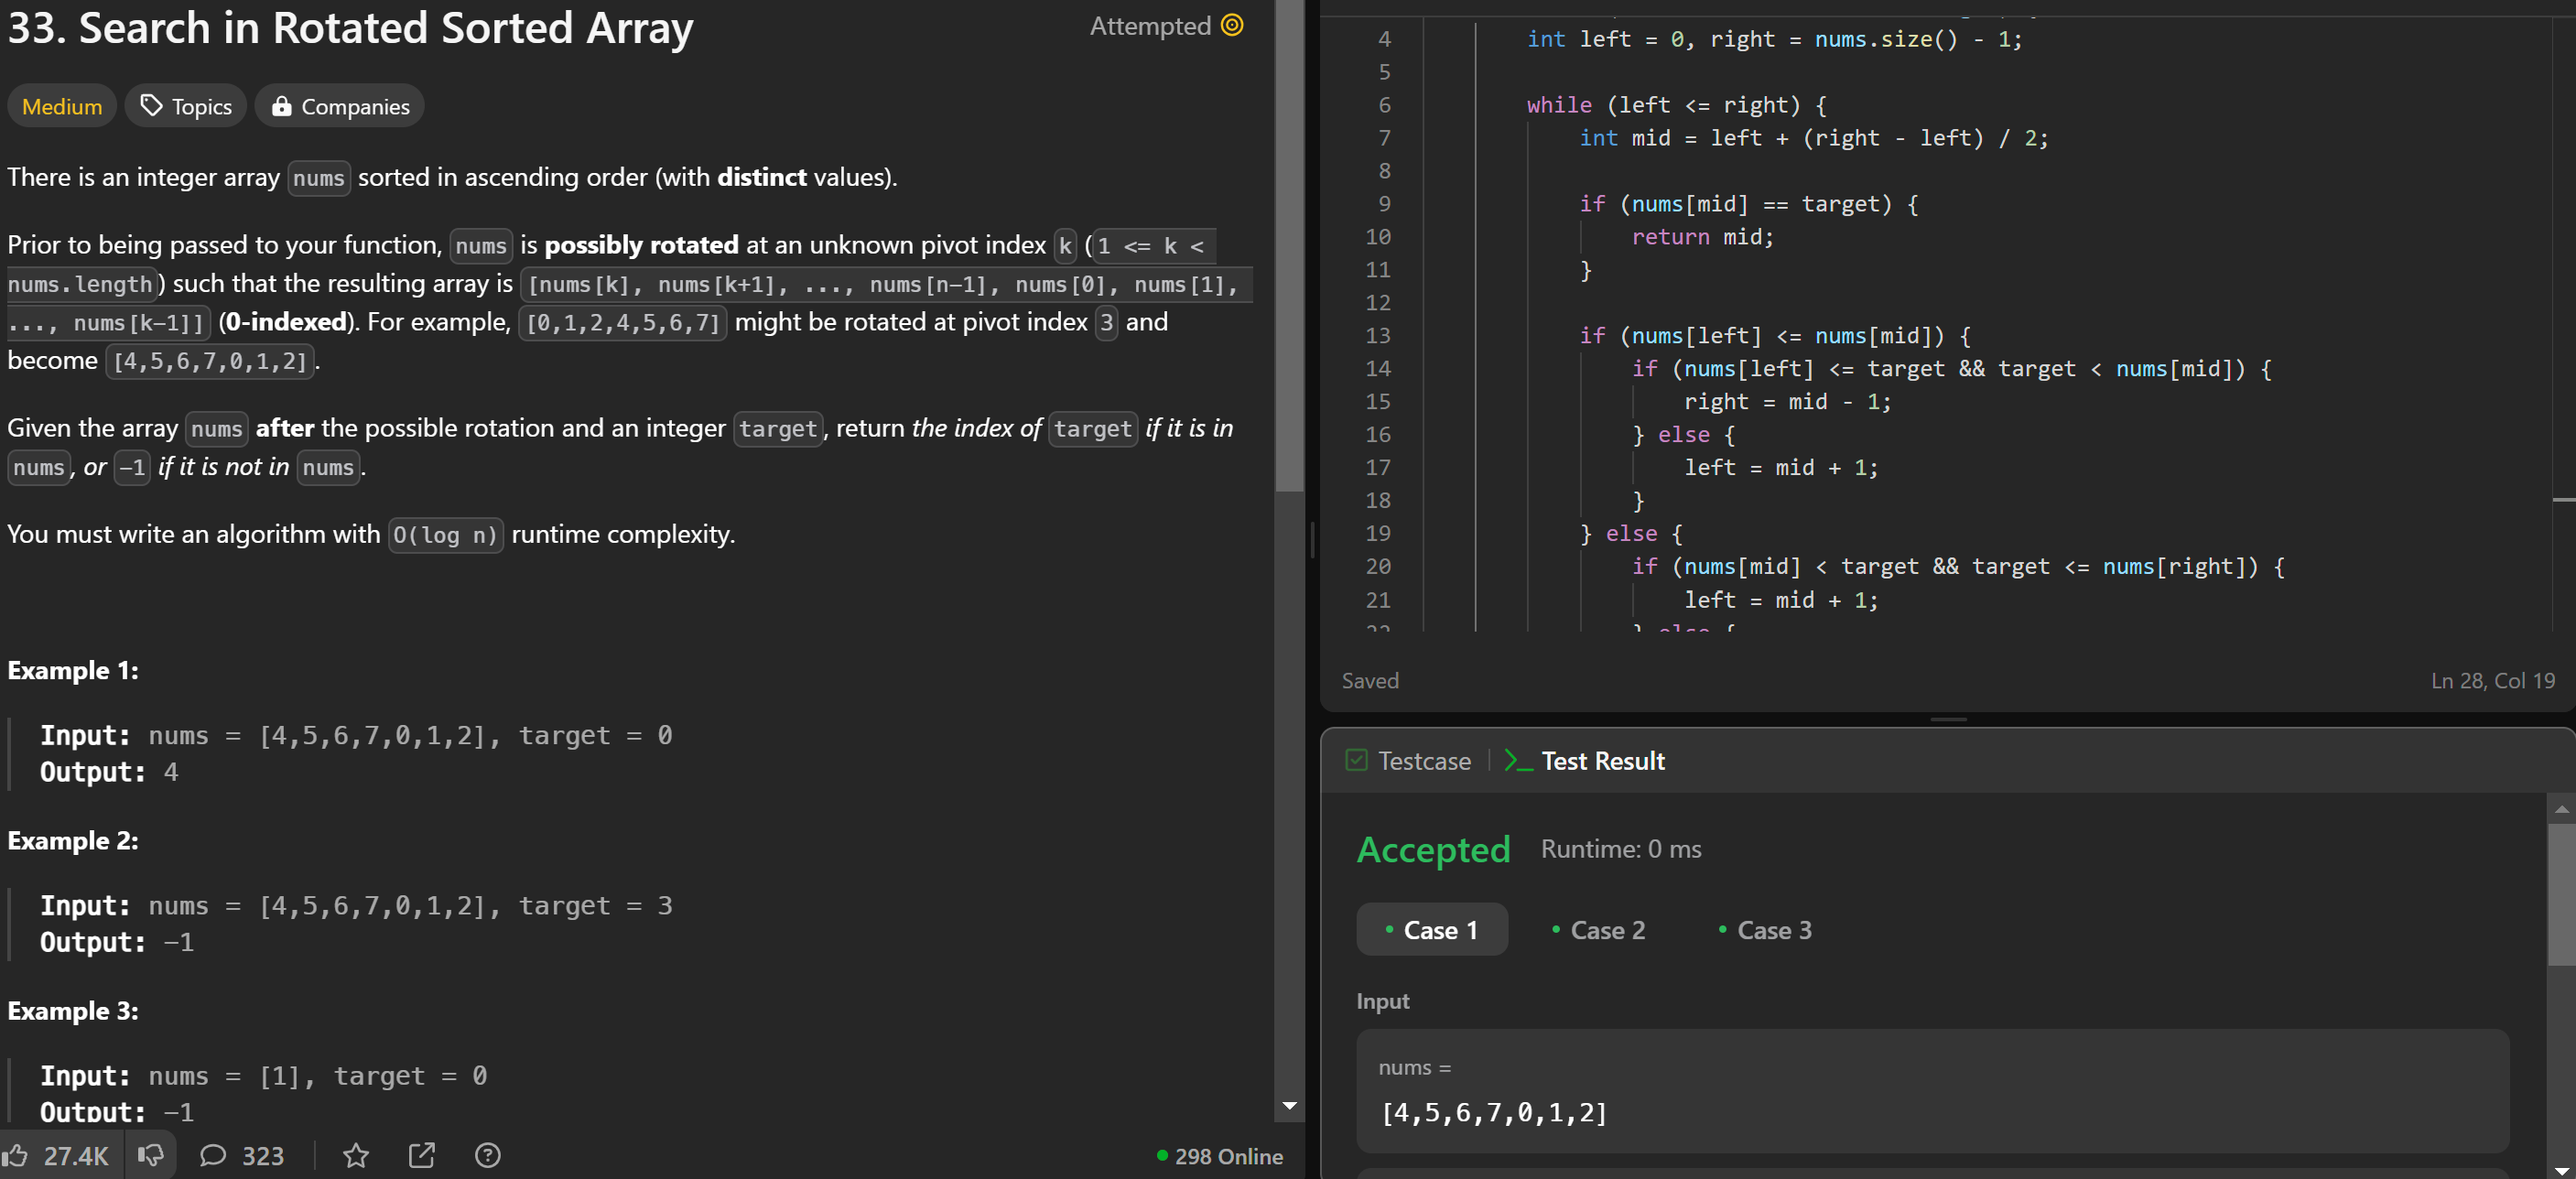 33. Search in Rotated Sorted Array
Attempted
Medium
Topics
Companies
There is an integer array nums sorted in ascending order (with distinct values).
Prior to being passed to your function, nums is possibly rotated at an unknown pivot index k (1 <= k <
nums.length) such that the resulting array is [nums[k], nums[k+1], ..., nums[n-1], nums[0], nums[1],
..., nums[k-1]] (0-indexed). For example, [0,1,2,4,5,6,7] might be rotated at pivot index 3 and
become [4,5,6,7,0,1,2].
Given the array nums after the possible rotation and an integer target, return the index of target if it is in
nums, or -1 if it is not in nums.
You must write an algorithm with O(log n) runtime complexity.
Example 1:
Input: nums = [4,5,6,7,0,1,2], target = 0
Output: 4
Example 2:
Input: nums = [4,5,6,7,0,1,2], target = 3
Output: -1
Example 3:
Input: nums = [1], target = 0
Output: -1
27.4K
323
298 Online
4 int left = 0, right = nums.size() - 1;
5
6 while (left <= right) {
7 int mid = left + (right - left) / 2;
8
9 if (nums[mid] == target) {
10 return mid;
11 }
12
13 if (nums[left] <= nums[mid]) {
14 if (nums[left] <= target && target < nums[mid]) {
15 right = mid - 1;
16 } else {
17 left = mid + 1;
18 }
19 } else {
20 if (nums[mid] < target && target <= nums[right]) {
21 left = mid + 1;
22 } else {
Saved
Ln 28, Col 19
Testcase
Test Result
Accepted
Runtime: 0 ms
Case 1
Case 2
Case 3
Input
nums =
[4,5,6,7,0,1,2]